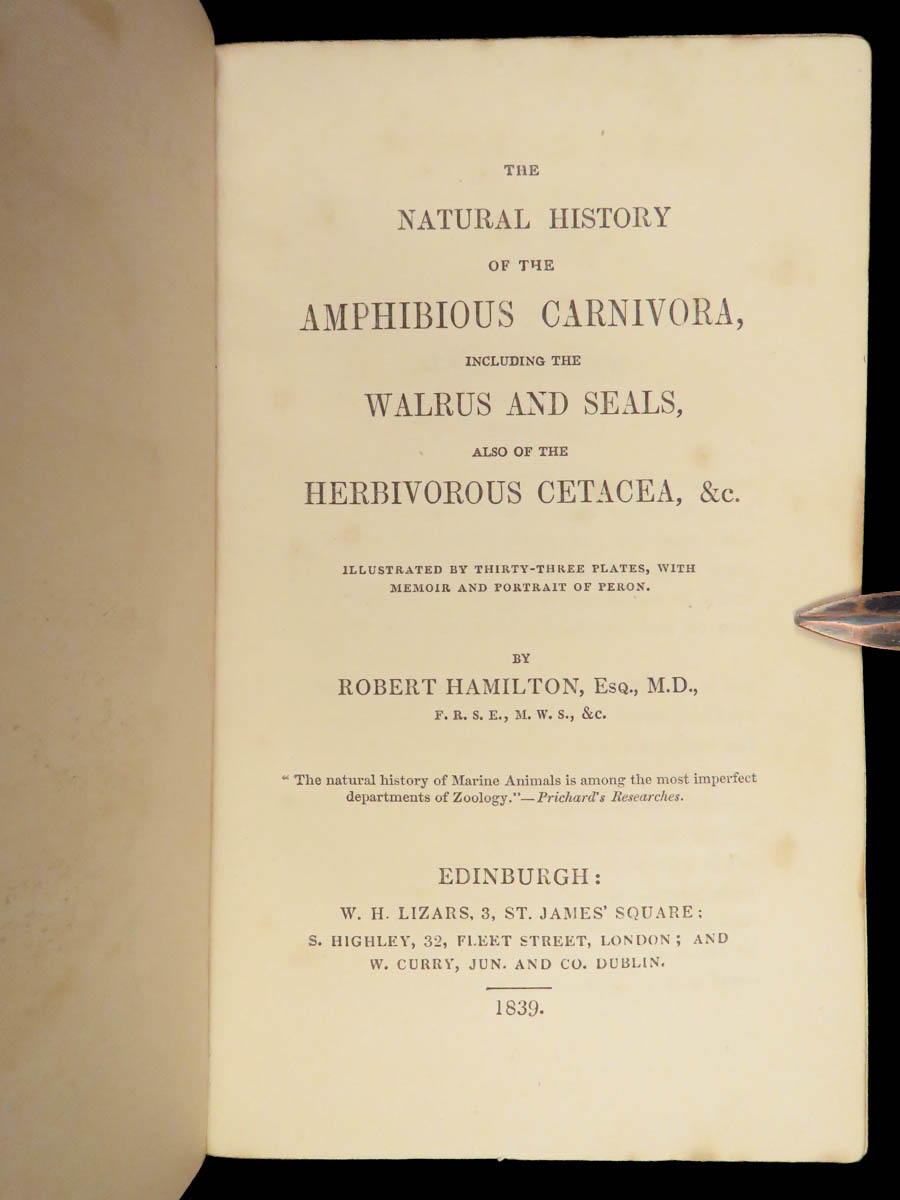 THE
NATURAL HISTORY
OF THE
AMPHIBIOUS CARNIVORA,
INCLUDING THE
WALRUS AND SEALS,
ALSO OF THE
HERBIVOROUS CETACEA, &c.
ILLUSTRATED BY THIRTY-THREE PLATES, WITH
MEMOIR AND PORTRAIT OF PERON.
BY
ROBERT HAMILTON, Esq., M.D.,
F. R. S. E., M. W. S., &c.
“ The natural history of Marine Animals is among the most imperfect
departments of Zoology.”—Prichard's Researches.
EDINBURGH:
W. H. LIZARS, 3, ST. JAMES' SQUARE;
S. HIGHLEY, 32, FLEET STREET, LONDON; AND
W. CURRY, JUN. AND CO. DUBLIN.
1839.